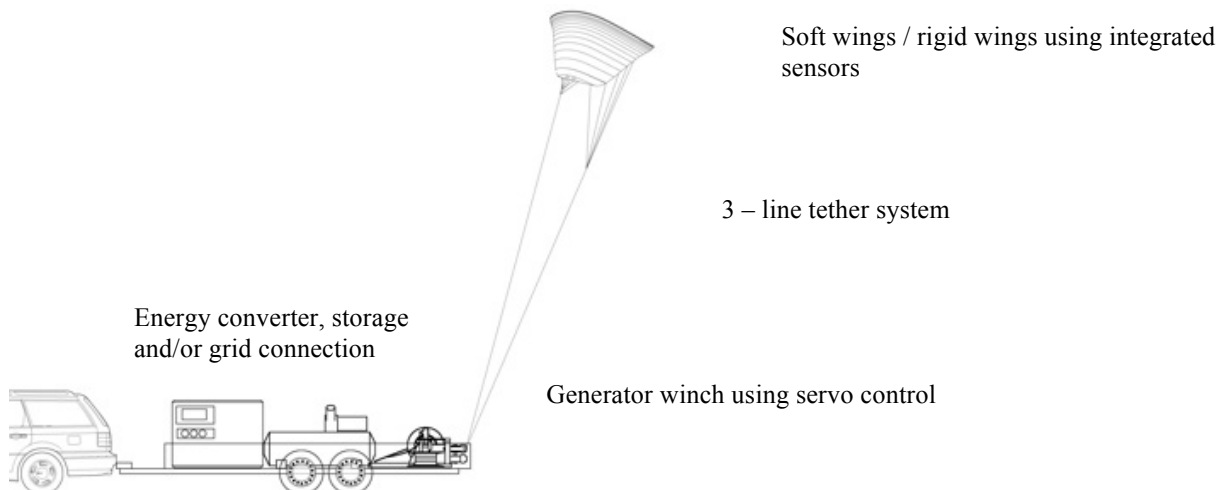 Soft wings / rigid wings using integrated
sensors
3 – line tether system
Energy converter, storage
and/or grid connection
Generator winch using servo control